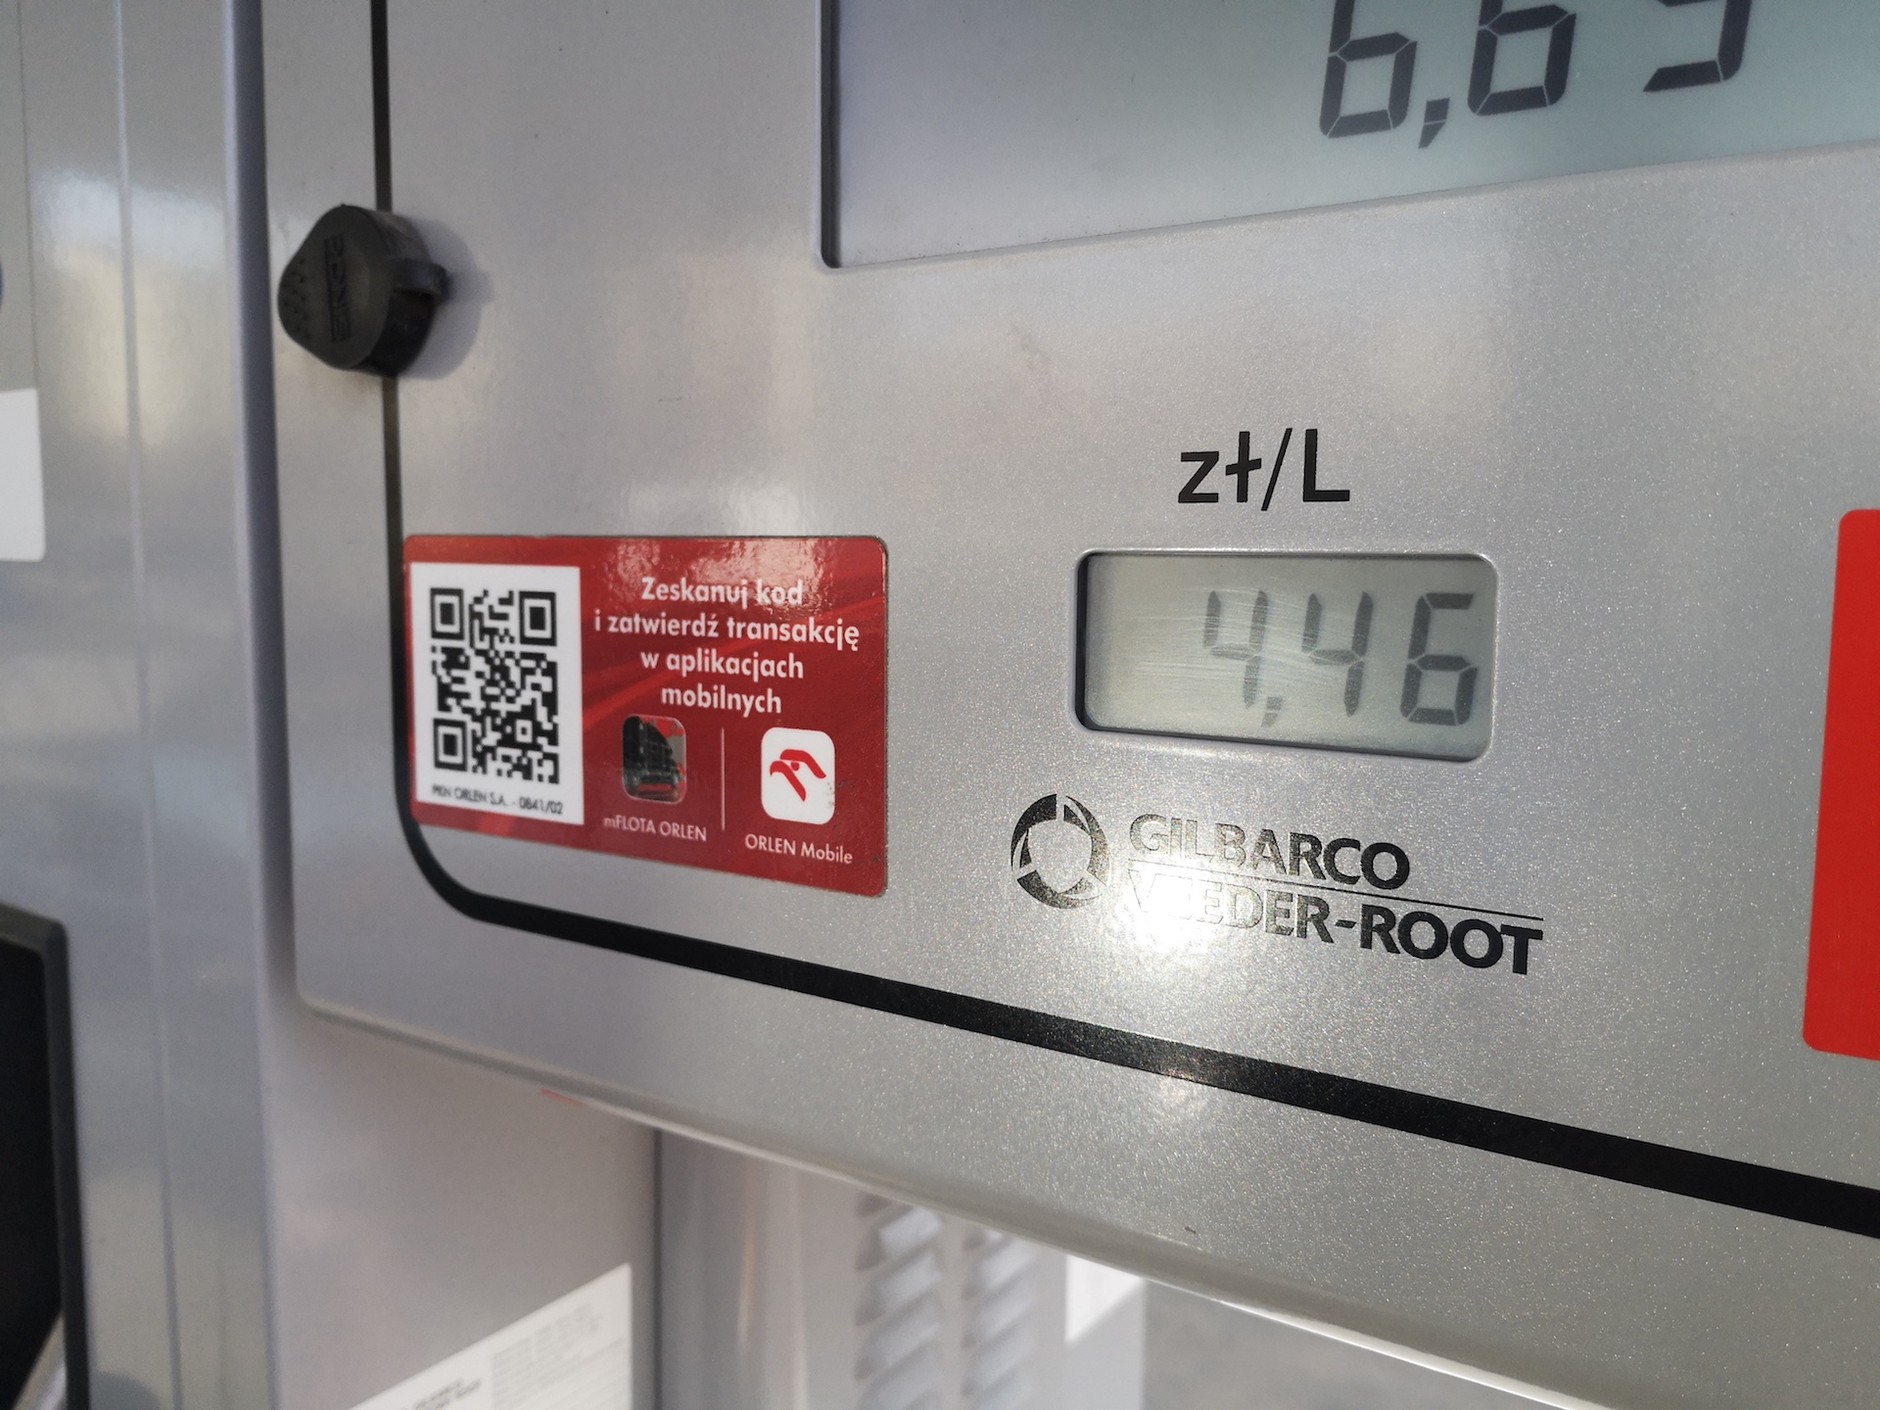 6,69
zł/L
4,46
Zeskanuj kod
i zatwierdź transakcję
w aplikacjach
mobilnych
PKN ORLEN S.A. - 0841/02
mFLOTA ORLEN
ORLEN Mobile
GILBARCO
VEEDER-ROOT